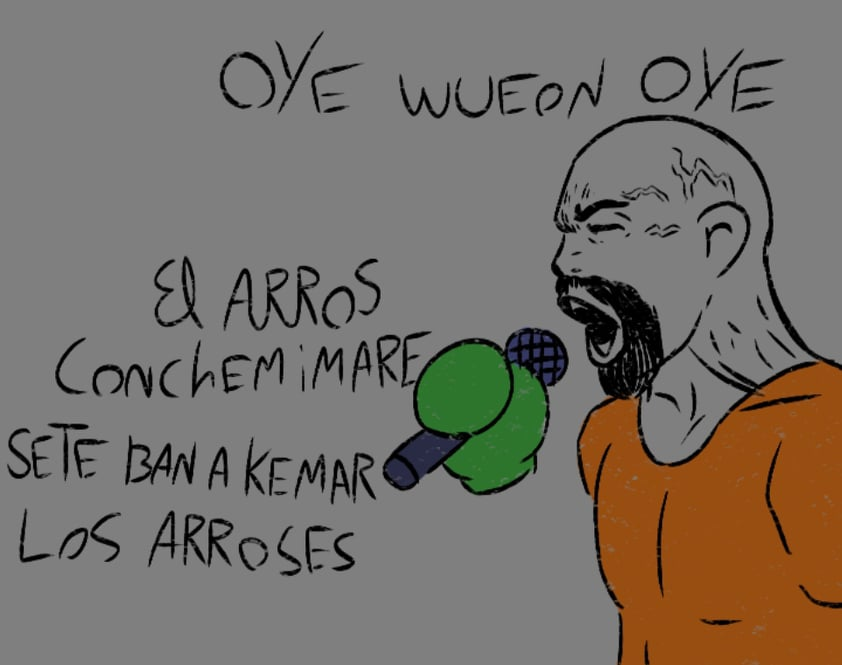 OYE WUEON OYE
El ARROS
CONCHEMiMARE
SETE BAN A KEMAR
LOS ARROSES